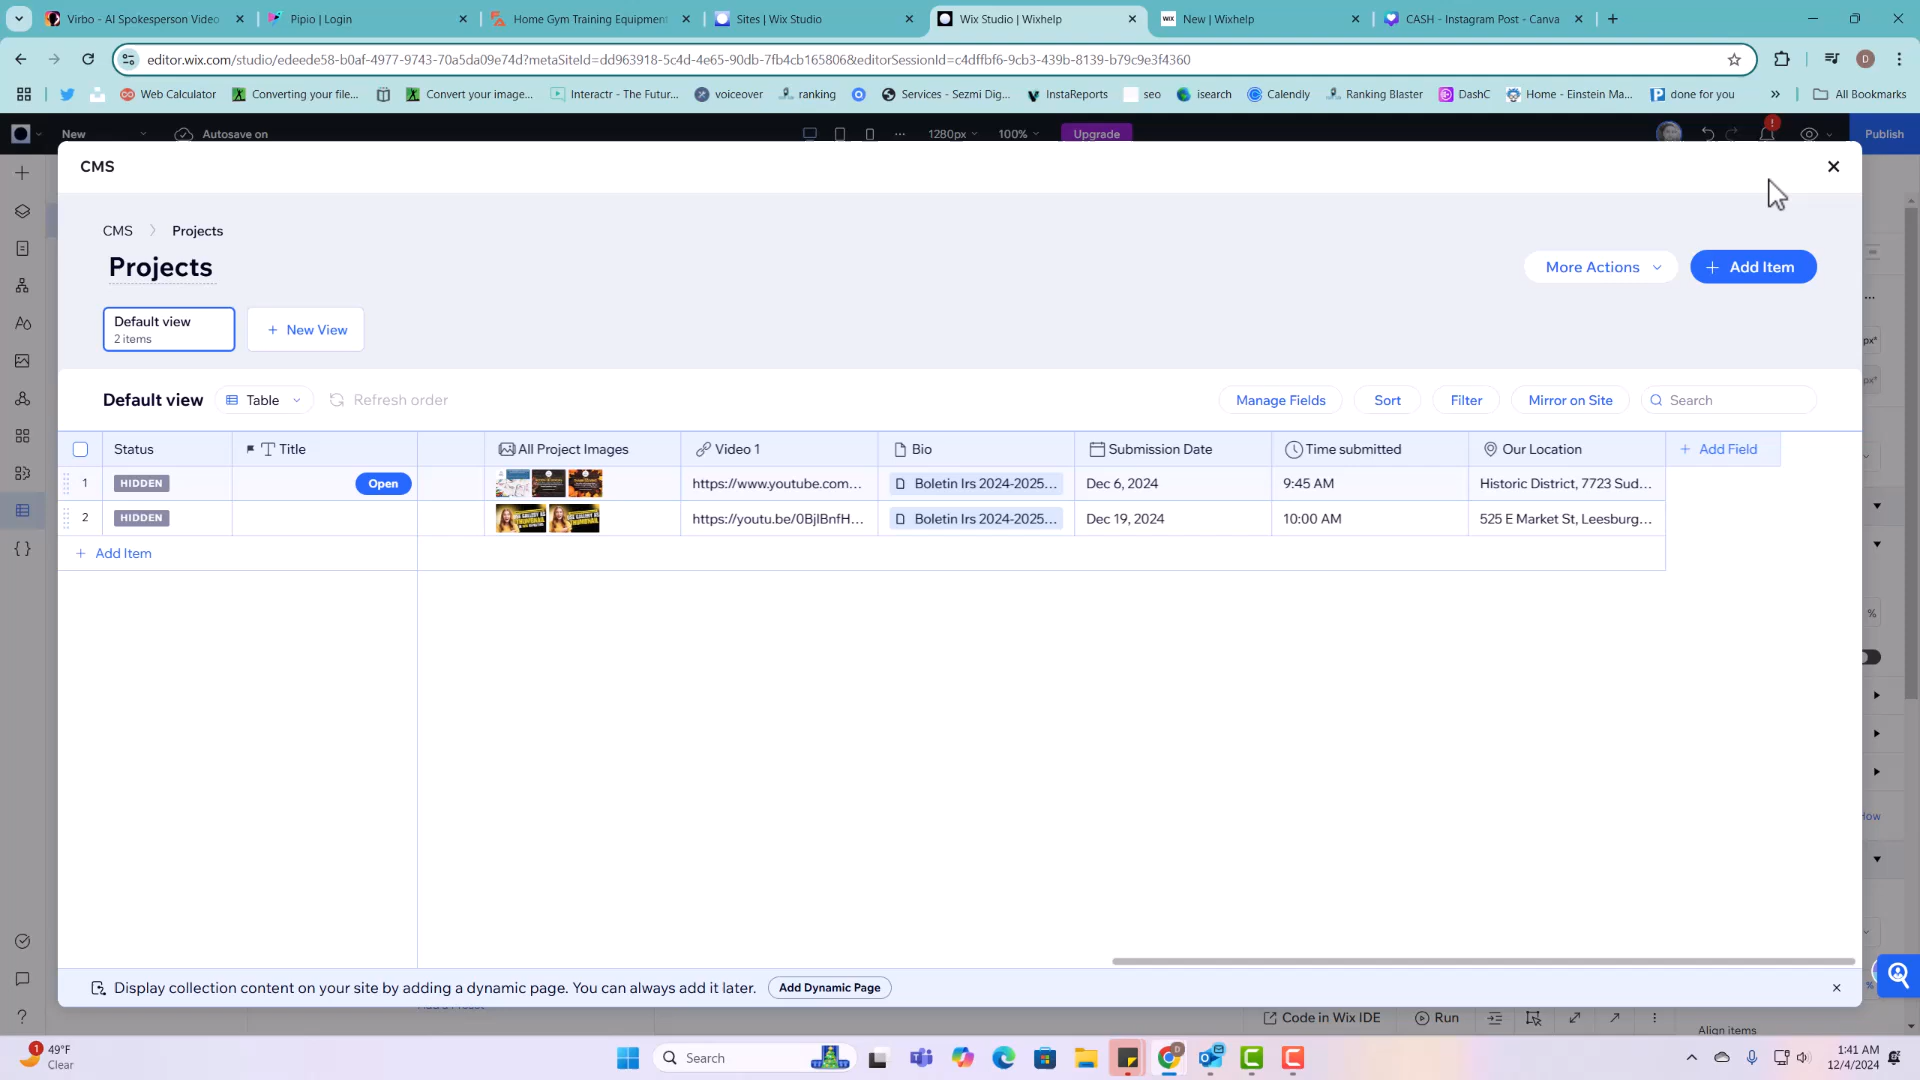 Virbo - AI Spokesperson Video
Pipio | Login
Home Gym Training Equipment
Sites | Wix Studio
Wix Studio | Wixhelp
WIX New | Wixhelp
CASH - Instagram Post - Canva
editor.wix.com/studio/edeede58-b0af-4977-9743-70a5da09e74d?metaSiteId=dd963918-5c4d-4e65-90db-7fb4cb165806&editorSessionId=c4dffbf6-9cb3-439b-8139-b79c9e3f4360
D
Web Calculator
Converting your file...
Convert your image...
Interactr - The Futur...
voiceover
ranking
Services - Sezmi Dig...
InstaReports
seo
isearch
Calendly
Ranking Blaster
DashC
Home - Einstein Ma...
done for you
All Bookmarks
New
Autosave on
1280px
100%
Upgrade
Publish
CMS
CMS > Projects
Projects
More Actions
+ Add Item
Default view
2 items
+ New View
Default view
Table
Refresh order
Manage Fields
Sort
Filter
Mirror on Site
Search
Status
Title
All Project Images
Video 1
Bio
Submission Date
Time submitted
Our Location
+ Add Field
1
HIDDEN
Open
https://www.youtube.com...
Boletin Irs 2024-2025...
Dec 6, 2024
9:45 AM
Historic District, 7723 Sud...
2
HIDDEN
https://youtu.be/0BjlBnfH...
Boletin Irs 2024-2025...
Dec 19, 2024
10:00 AM
525 E Market St, Leesburg...
+ Add Item
Display collection content on your site by adding a dynamic page. You can always add it later.
Add Dynamic Page
Code in Wix IDE
Run
Align items
1
49°F
Clear
Search
1:41 AM
12/4/2024